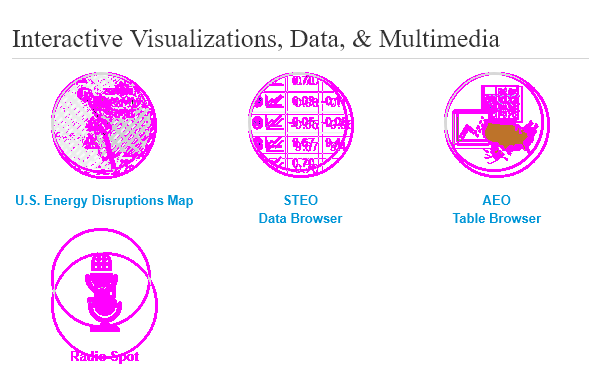 Interactive Visualizations, Data, & Multimedia
U.S. Energy Disruptions Map
STEO
Data Browser
AEO
Table Browser
Radio Spot